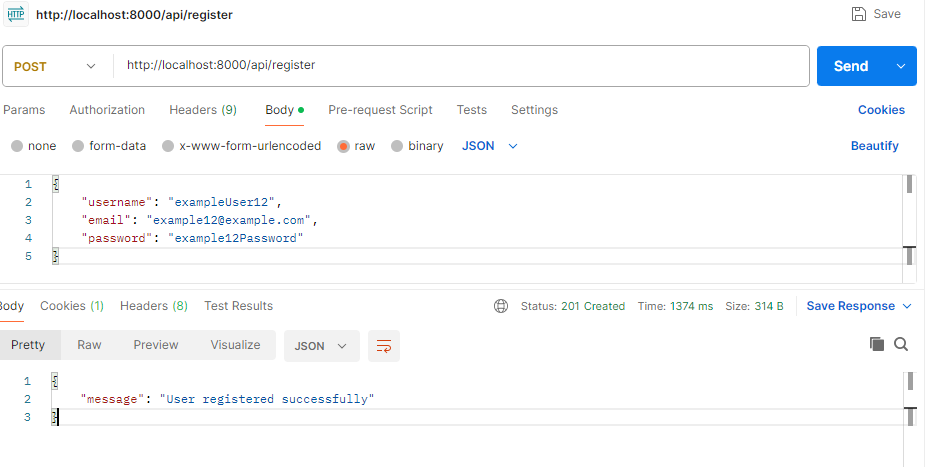 HTTP http://localhost:8000/api/register Save
POST http://localhost:8000/api/register Send
Params Authorization Headers (9) Body Pre-request Script Tests Settings Cookies
none form-data x-www-form-urlencoded raw binary JSON Beautify
1 {
2 "username": "exampleUser12",
3 "email": "example12@example.com",
4 "password": "example12Password"
5 }
Body Cookies (1) Headers (8) Test Results Status: 201 Created Time: 1374 ms Size: 314 B Save Response
Pretty Raw Preview Visualize JSON
1 {
2 "message": "User registered successfully"
3 }